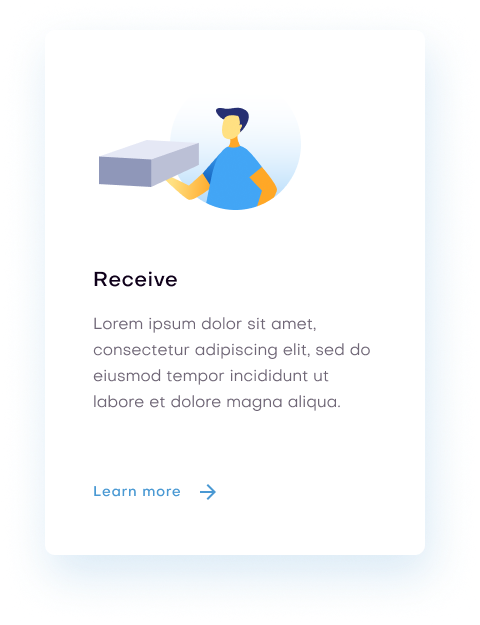 Receive
Lorem ipsum dolor sit amet,
consectetur adipiscing elit, sed do
eiusmod tempor incididunt ut
labore et dolore magna aliqua.
Learn more